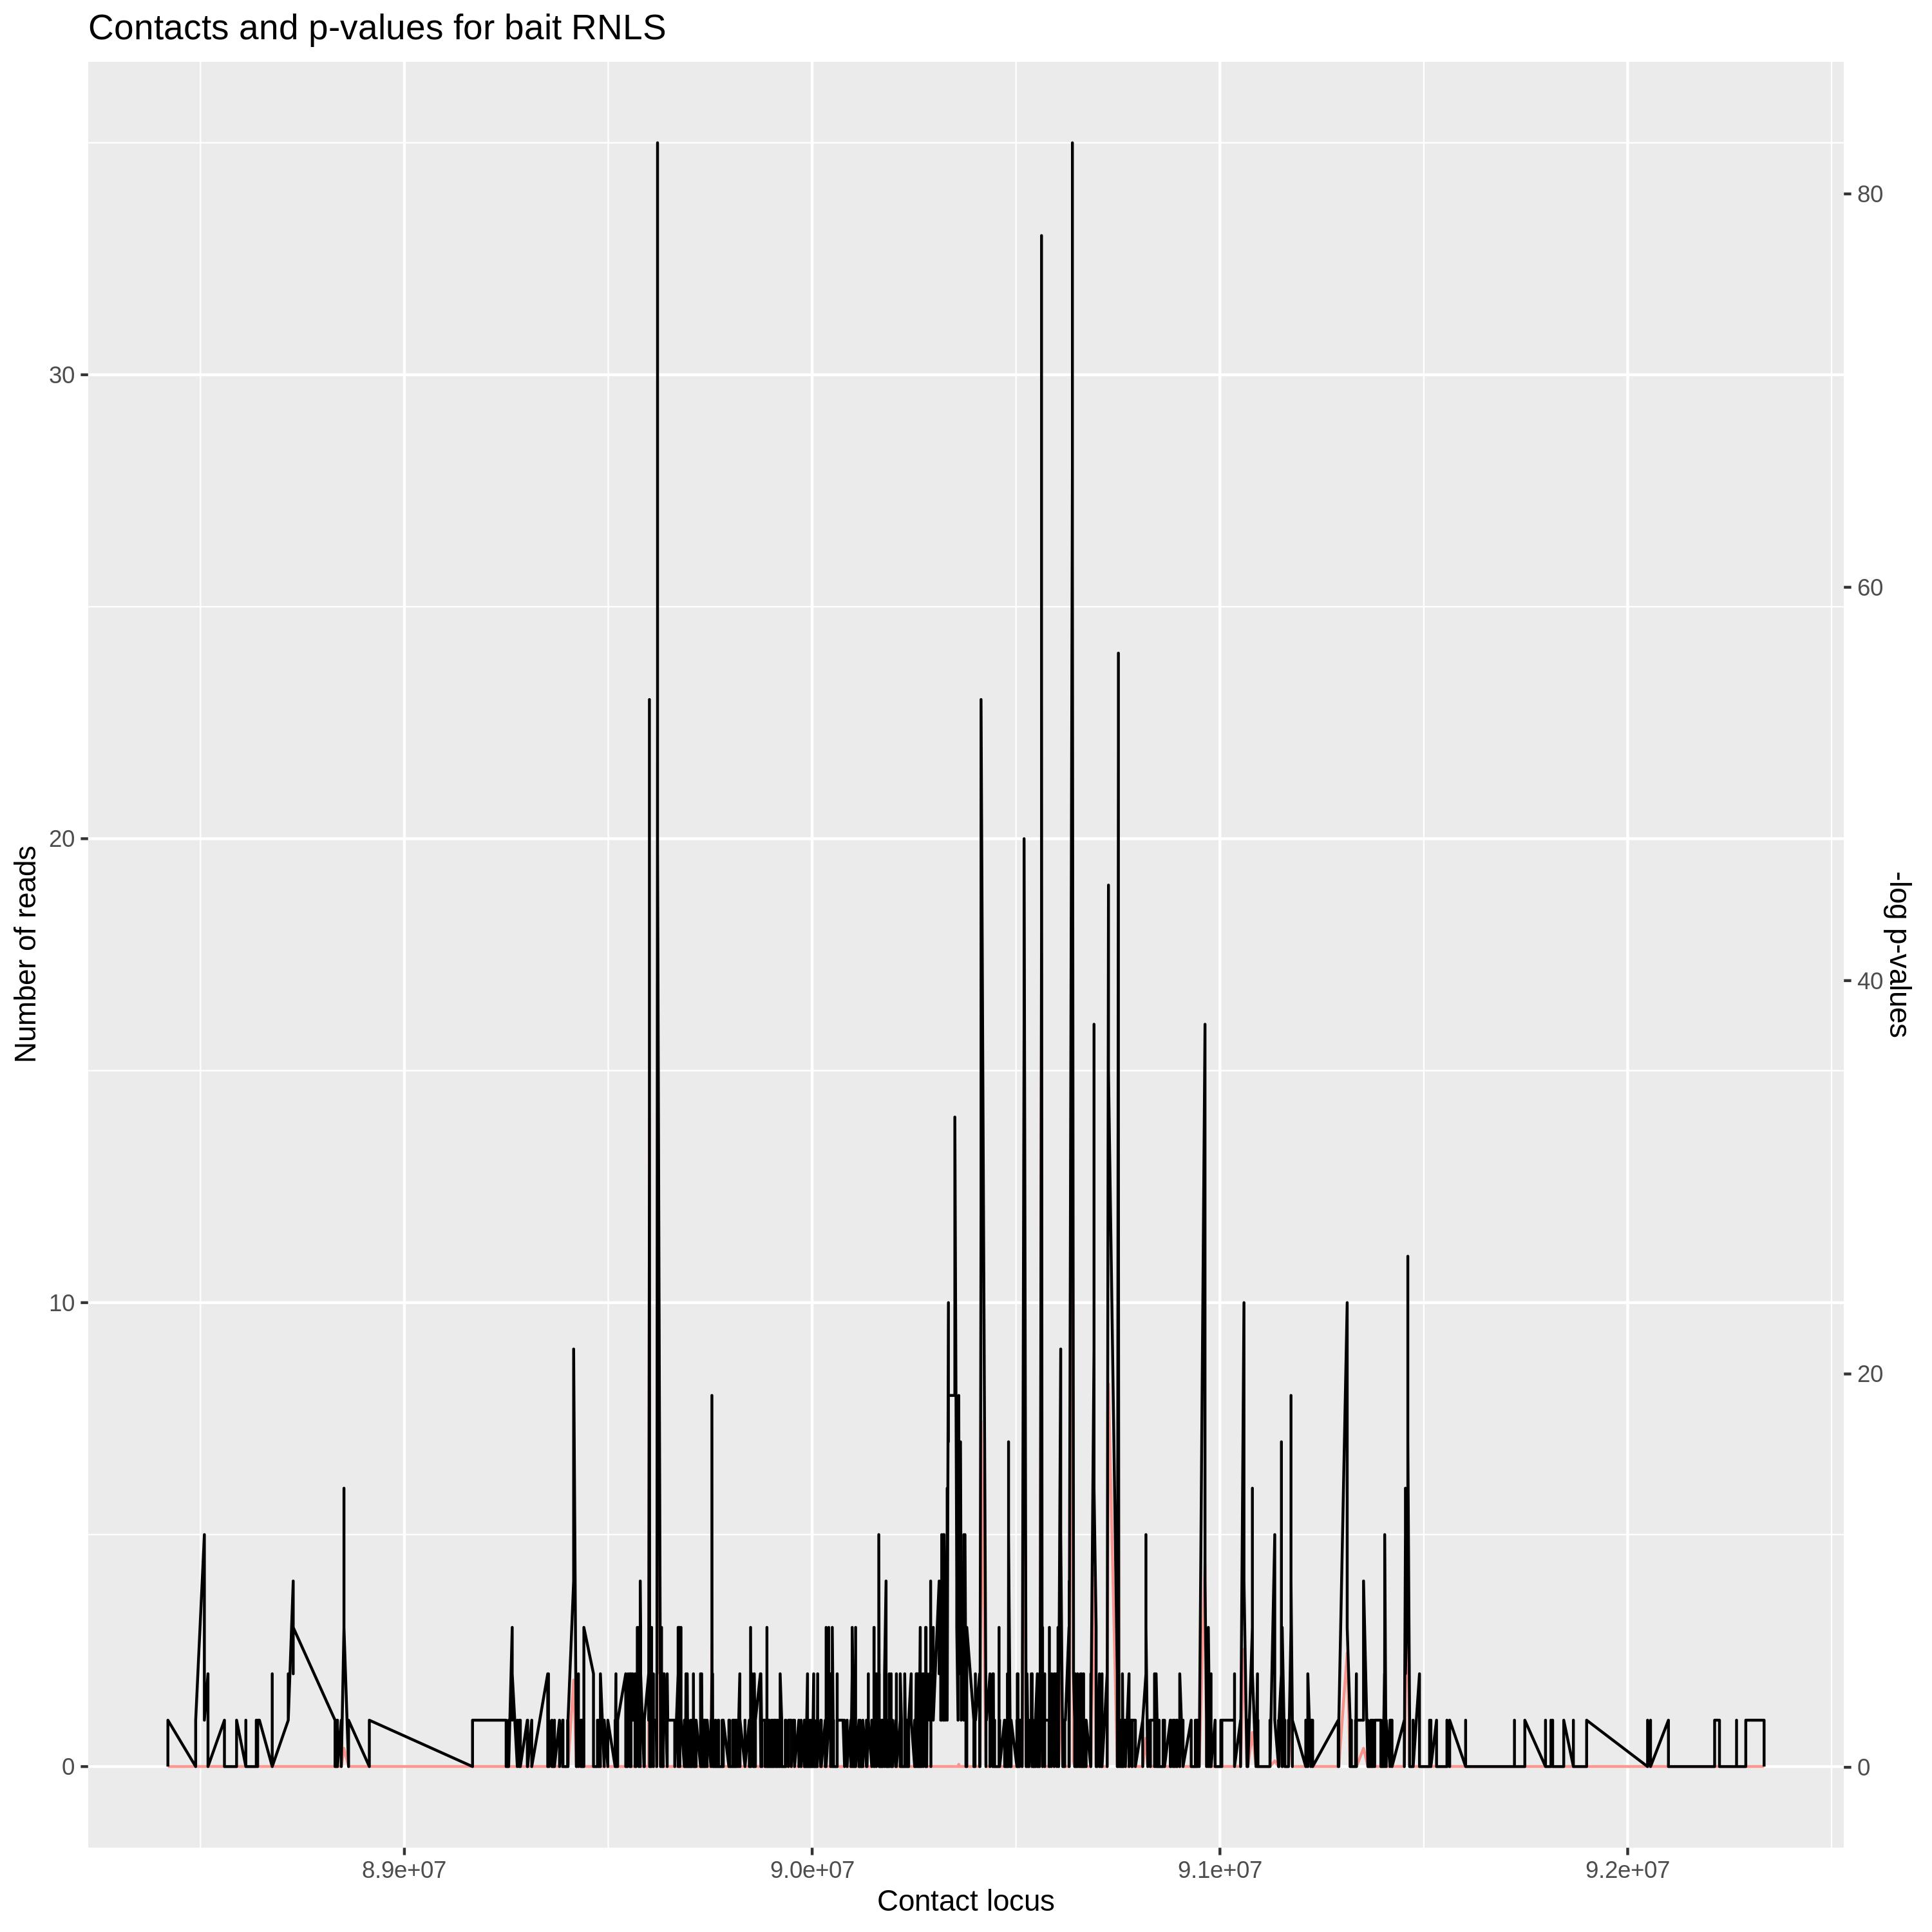 Contacts and p-values for bait RNLS
Number of reads
30
20
10
0
80
60
40
20
0
-log p-values
8.9e+07
9.0e+07
9.1e+07
9.2e+07
Contact locus